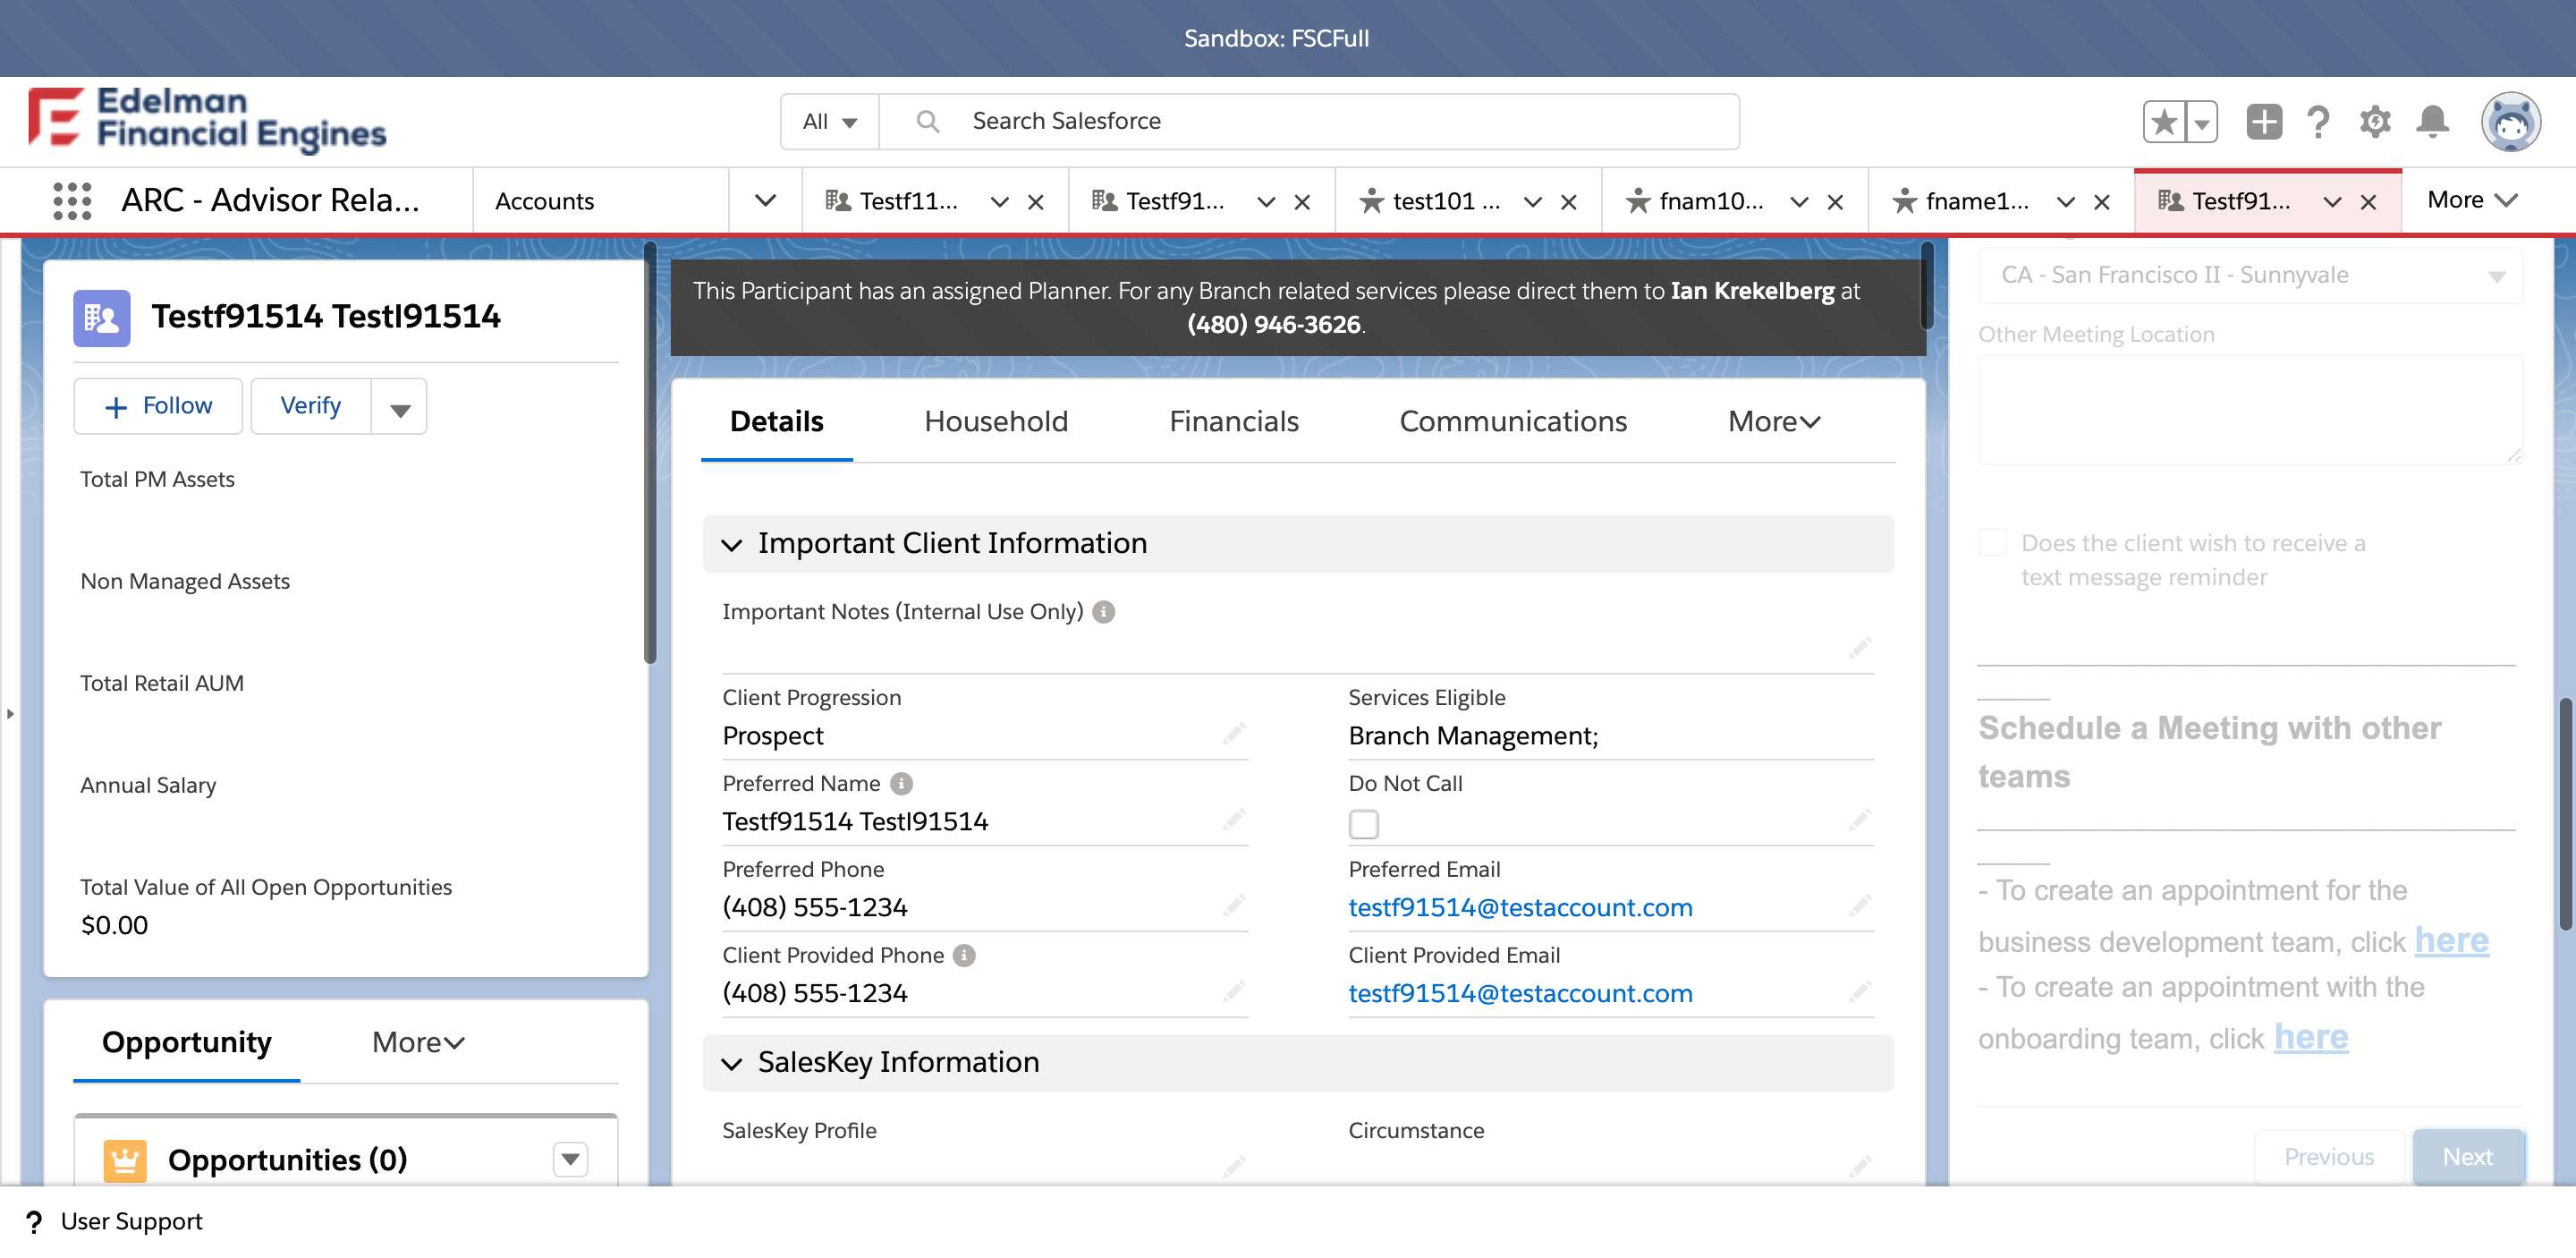 Sandbox: FSCFull
Edelman
Financial Engines
All
Search Salesforce
ARC - Advisor Rela...
Accounts
Testf11...
Testf91...
test101 ...
fnam10...
fname1...
Testf91...
More
Testf91514 Testl91514
Follow
Verify
Total PM Assets
Non Managed Assets
Total Retail AUM
Annual Salary
Total Value of All Open Opportunities
$0.00
Opportunity
More
Opportunities (0)
This Participant has an assigned Planner. For any Branch related services please direct them to Ian Krekelberg at
(480) 946-3626.
Details
Household
Financials
Communications
More
Important Client Information
Important Notes (Internal Use Only)
Client Progression
Prospect
Services Eligible
Branch Management;
Preferred Name
Testf91514 Testl91514
Do Not Call
Preferred Phone
(408) 555-1234
Preferred Email
testf91514@testaccount.com
Client Provided Phone
(408) 555-1234
Client Provided Email
testf91514@testaccount.com
SalesKey Information
SalesKey Profile
Circumstance
CA - San Francisco II - Sunnyvale
Other Meeting Location
Does the client wish to receive a
text message reminder
Schedule a Meeting with other
teams
- To create an appointment for the
business development team, click here
- To create an appointment with the
onboarding team, click here
Previous
Next
? User Support